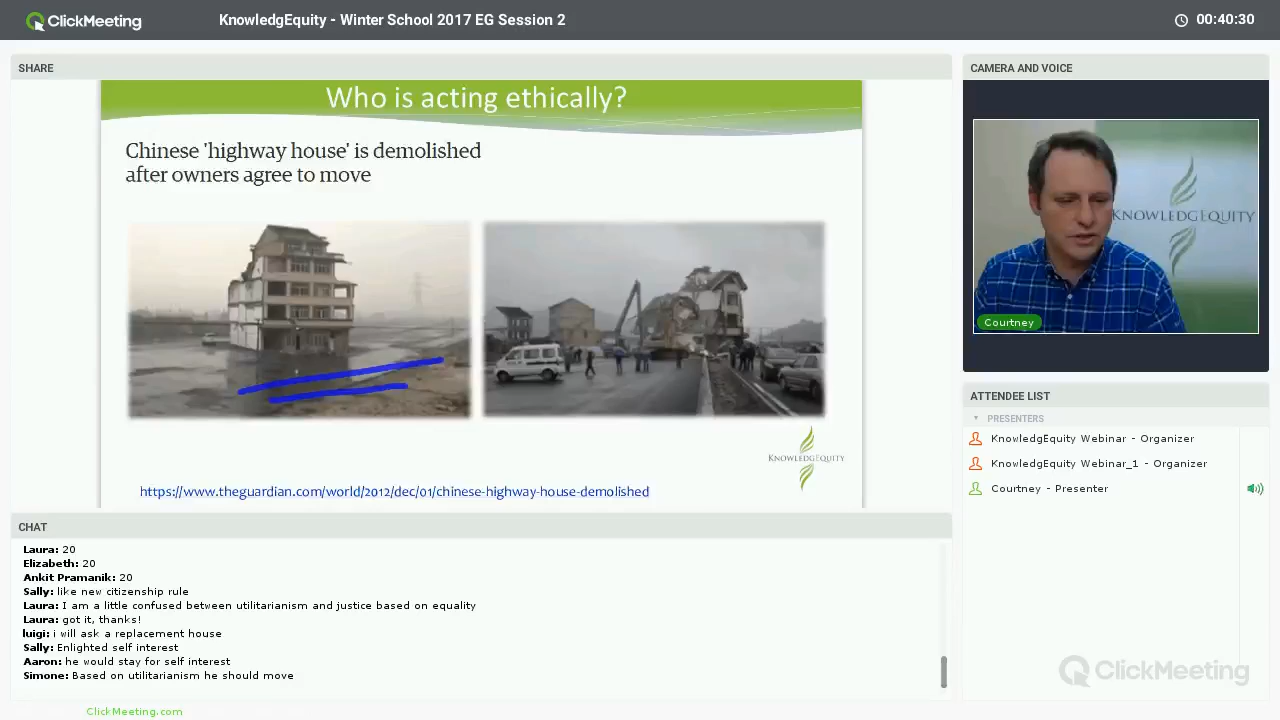 ClickMeeting
KnowledgEquity - Winter School 2017 EG Session 2
00:40:30
SHARE
Who is acting ethically?
Chinese 'highway house' is demolished
after owners agree to move
KNOWLEDGEQUITY
https://www.theguardian.com/world/2012/dec/01/chinese-highway-house-demolished
CAMERA AND VOICE
KNOWLEDGEQUITY
Courtney
ATTENDEE LIST
PRESENTERS
KnowledgEquity Webinar - Organizer
KnowledgEquity Webinar_1 - Organizer
Courtney - Presenter
CHAT
Laura: 20
Elizabeth: 20
Ankit Pramanik: 20
Sally: like new citizenship rule
Laura: I am a little confused between utilitarianism and justice based on equality
Laura: got it, thanks!
luigi: i will ask a replacement house
Sally: Enlighted self interest
Aaron: he would stay for self interest
Simone: Based on utilitarianism he should move
ClickMeeting
ClickMeeting.com